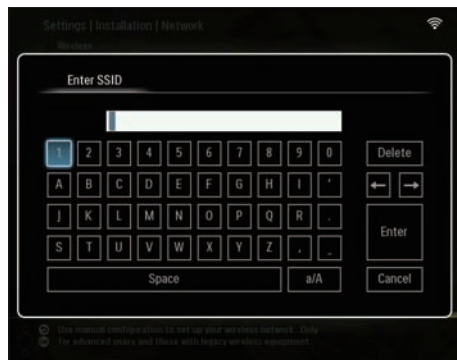 Settings | Installation | Network
Wireless
Enter SSID
1 2 3 4 5 6 7 8 9 0 Delete
A B C D E F G H I ' ← →
J K L M N O P Q R .
Enter
S T U V W X Y Z , _
Space a/A Cancel
Use manual configuration to set up your wireless network. Only
for advanced users and those with legacy wireless equipment.